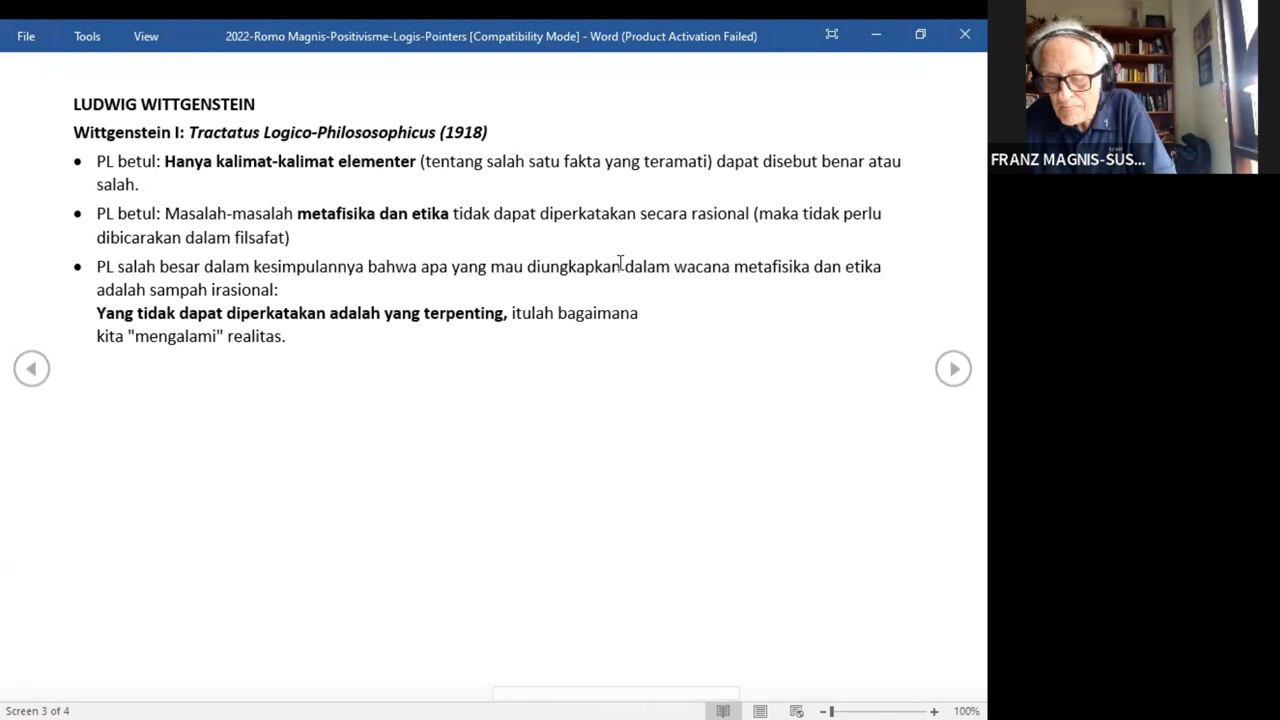 File Tools View 2022-Romo Magnis-Positivisme-Logis-Pointers [Compatibility Mode] - Word (Product Activation Failed)
LUDWIG WITTGENSTEIN
Wittgenstein I: Tractatus Logico-Philososophicus (1918)
• PL betul: Hanya kalimat-kalimat elementer (tentang salah satu fakta yang teramati) dapat disebut benar atau
salah.
• PL betul: Masalah-masalah metafisika dan etika tidak dapat diperkatakan secara rasional (maka tidak perlu
dibicarakan dalam filsafat)
• PL salah besar dalam kesimpulannya bahwa apa yang mau diungkapkan dalam wacana metafisika dan etika
adalah sampah irasional:
Yang tidak dapat diperkatakan adalah yang terpenting, itulah bagaimana
kita "mengalami" realitas.
FRANZ MAGNIS-SUS...
Screen 3 of 4
100%